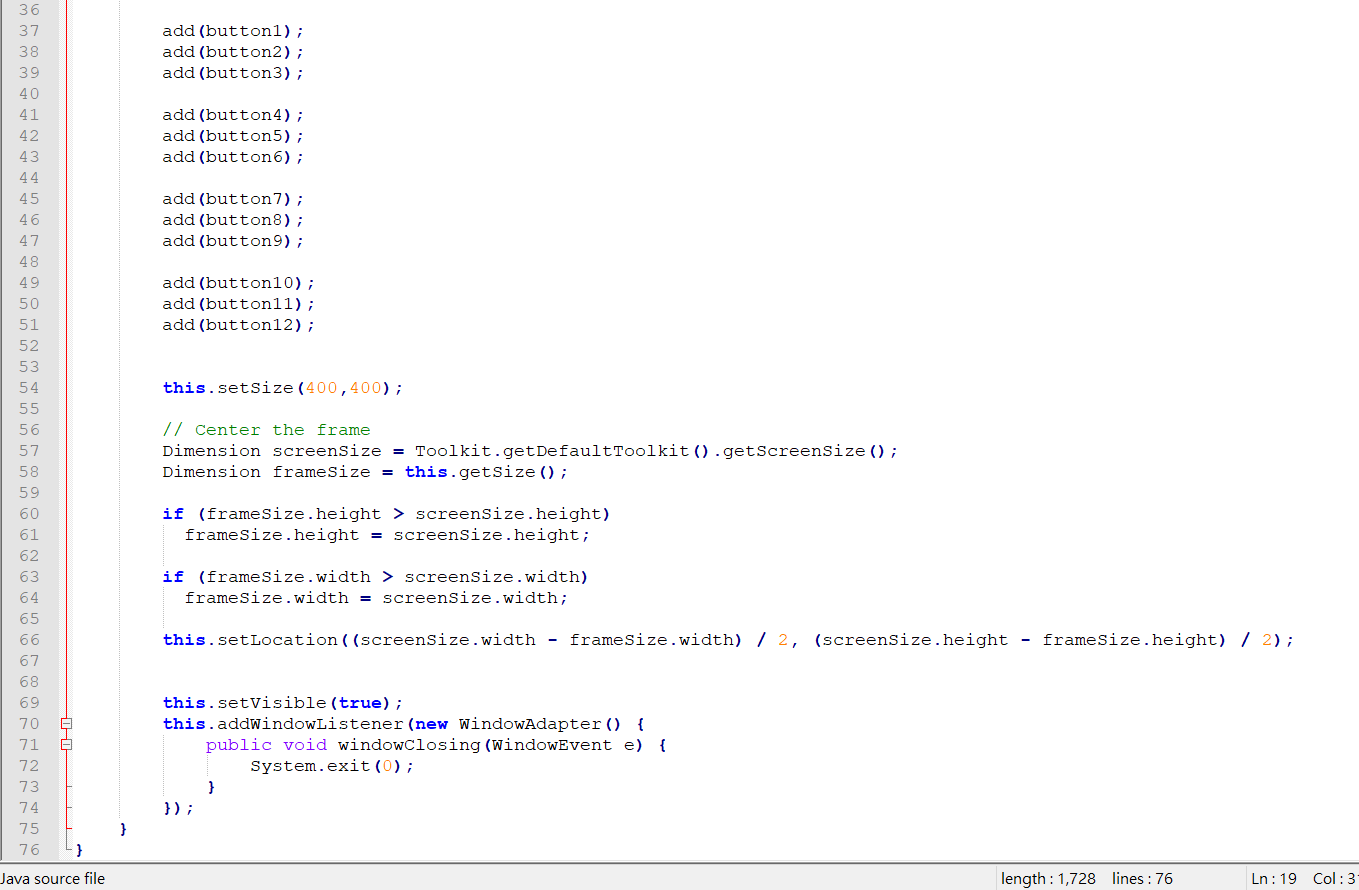 36
37 add(button1);
38 add(button2);
39 add(button3);
40
41 add(button4);
42 add(button5);
43 add(button6);
44
45 add(button7);
46 add(button8);
47 add(button9);
48
49 add(button10);
50 add(button11);
51 add(button12);
52
53
54 this.setSize(400,400);
55
56 // Center the frame
57 Dimension screenSize = Toolkit.getDefaultToolkit().getScreenSize();
58 Dimension frameSize = this.getSize();
59
60 if (frameSize.height > screenSize.height)
61 frameSize.height = screenSize.height;
62
63 if (frameSize.width > screenSize.width)
64 frameSize.width = screenSize.width;
65
66 this.setLocation((screenSize.width - frameSize.width) / 2, (screenSize.height - frameSize.height) / 2);
67
68
69 this.setVisible(true);
70 this.addWindowListener(new WindowAdapter() {
71 public void windowClosing(WindowEvent e) {
72 System.exit(0);
73 }
74 });
75 }
76 }
Java source file length : 1,728 lines : 76 Ln : 19 Col : 3